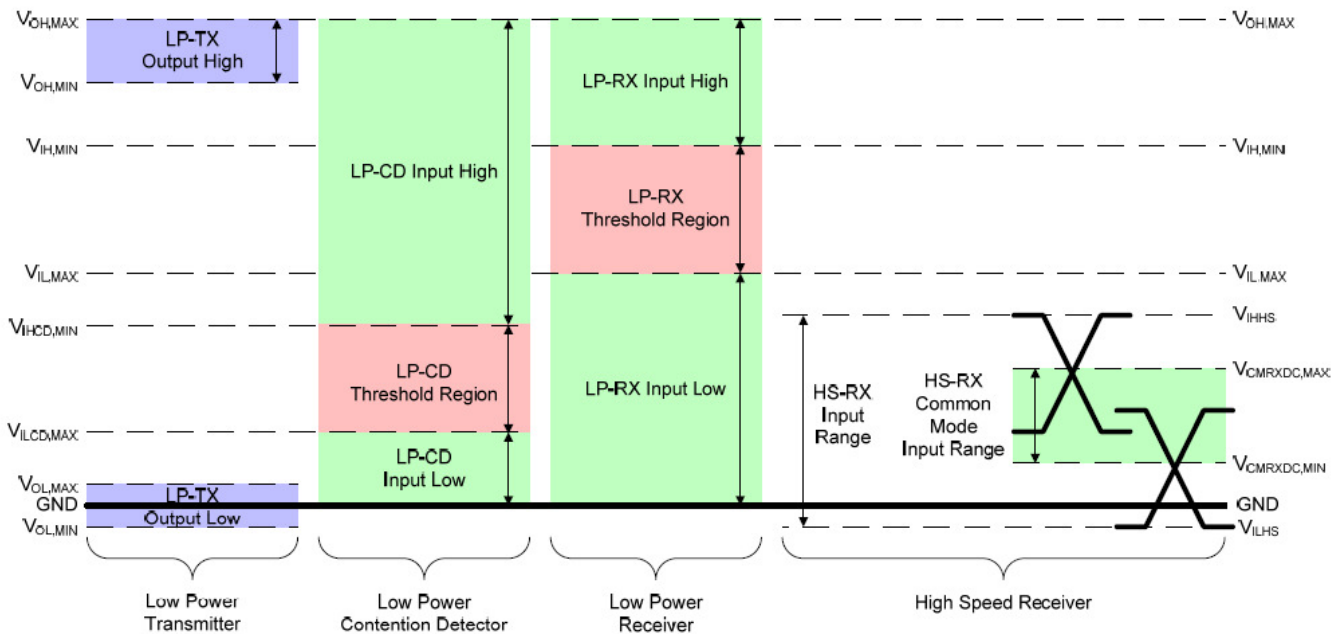 VOH,MAX
LP-TX
Output High
VOH,MIN
VIH,MIN
VIL,MAX
VIHCD,MIN
VILCD,MAX
VOL,MAX
GND
LP-TX
Output Low
VOL,MIN
LP-CD Input High
LP-CD
Threshold Region
LP-CD
Input Low
LP-RX Input High
LP-RX
Threshold Region
LP-RX Input Low
HS-RX
Input
Range
HS-RX
Common
Mode
Input Range
VOH,MAX
VIH,MIN
VIL,MAX
VIHHS
VCMRXDC,MAX
VCMRXDC,MIN
GND
VILHS
Low Power
Transmitter
Low Power
Contention Detector
Low Power
Receiver
High Speed Receiver